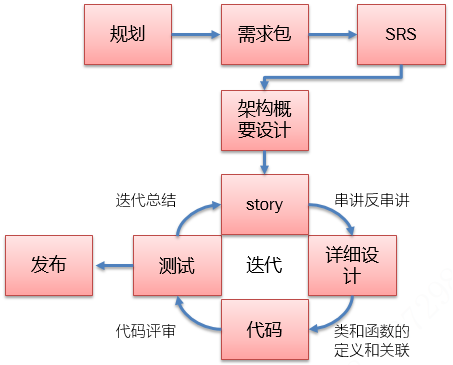 规划
需求包
SRS
架构概
要设计
迭代总结
story
串讲反串讲
发布
测试
迭代
详细设
计
代码评审
代码
类和函数的
定义和关联